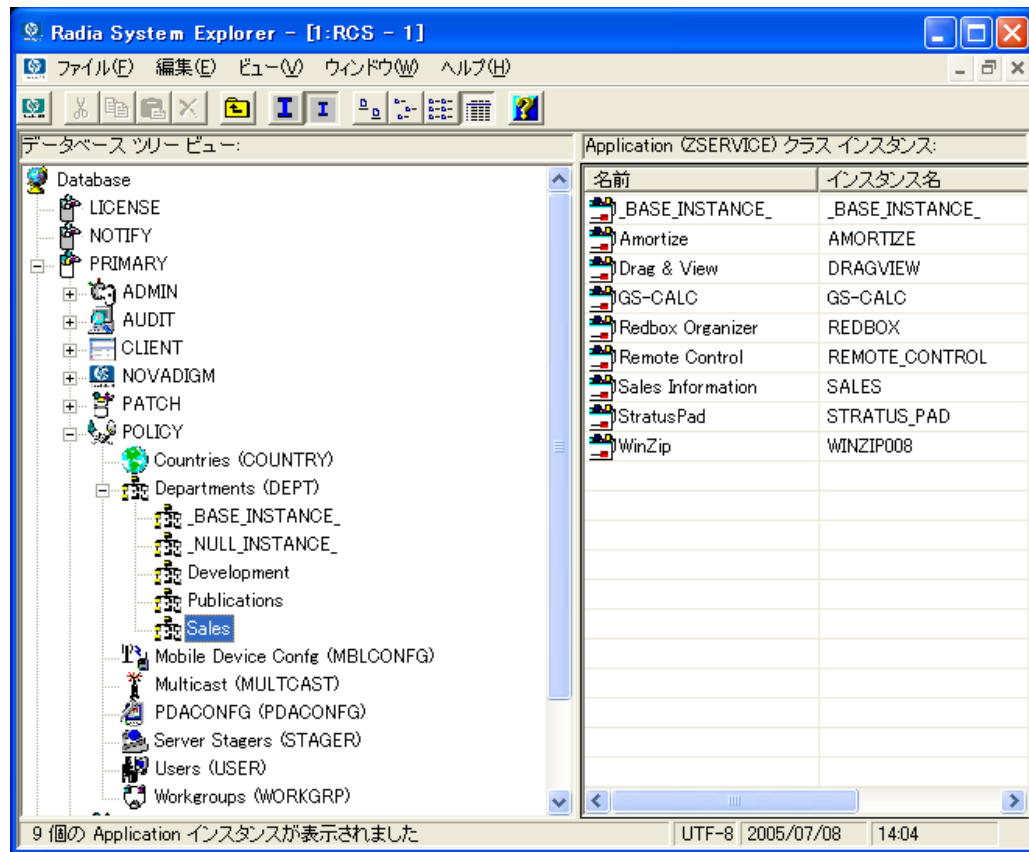 Radia System Explorer - [1:RCS - 1]
ファイル(F) 編集(E) ビュー(V) ウィンドウ(W) ヘルプ(H)
データベース ツリー ビュー:
Database
LICENSE
NOTIFY
PRIMARY
ADMIN
AUDIT
CLIENT
NOVADIGM
PATCH
POLICY
Countries (COUNTRY)
Departments (DEPT)
_BASE_INSTANCE_
_NULL_INSTANCE_
Development
Publications
Sales
Mobile Device Confg (MBLCONFG)
Multicast (MULTCAST)
PDACONFG (PDACONFG)
Server Stagers (STAGER)
Users (USER)
Workgroups (WORKGRP)
Application (ZSERVICE) クラス インスタンス:
名前 インスタンス名
_BASE_INSTANCE_ _BASE_INSTANCE_
Amortize AMORTIZE
Drag & View DRAGVIEW
GS-CALC GS-CALC
Redbox Organizer REDBOX
Remote Control REMOTE_CONTROL
Sales Information SALES
StratusPad STRATUS_PAD
WinZip WINZIP008
9 個の Application インスタンスが表示されました UTF-8 2005/07/08 14:04